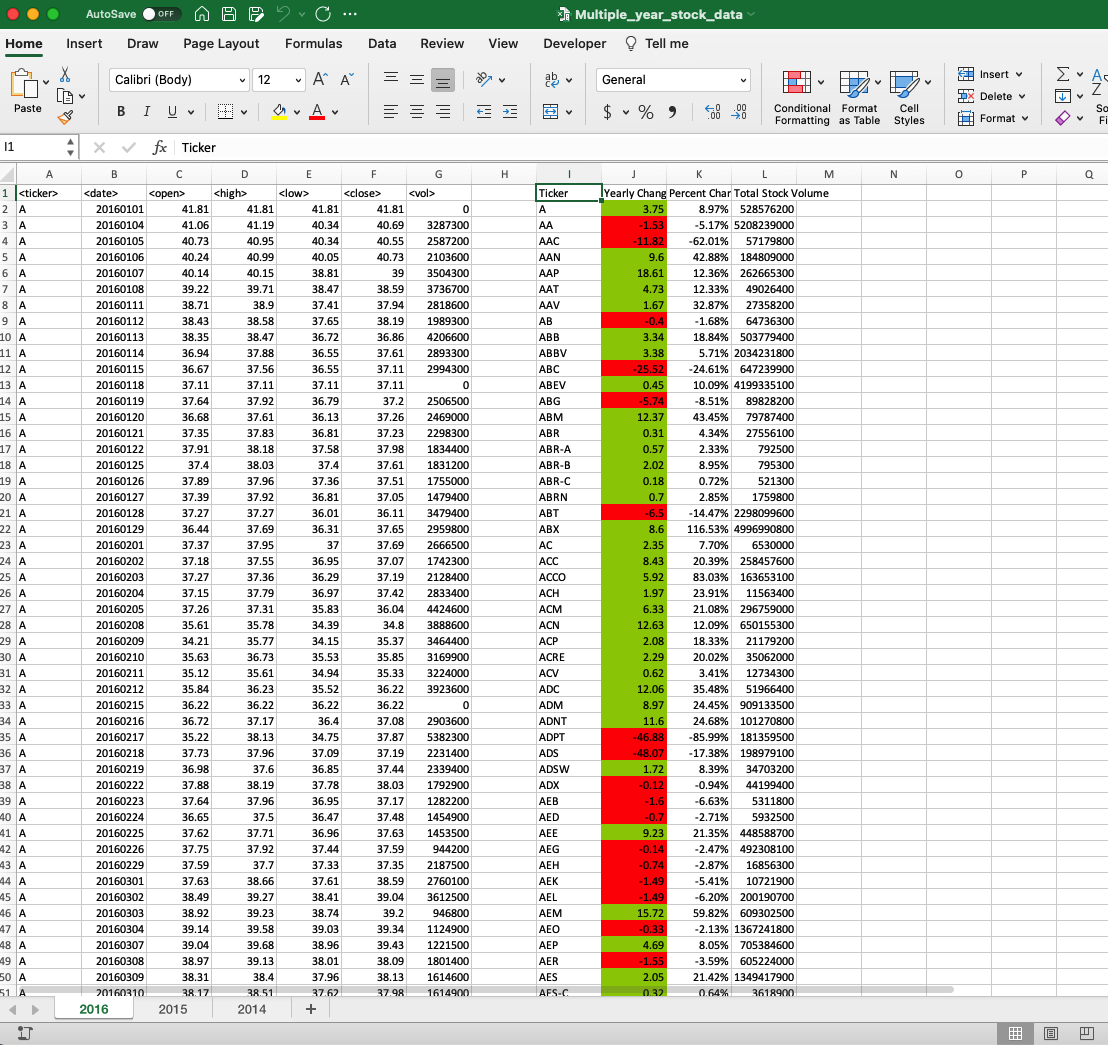 AutoSave OFF Multiple_year_stock_data
Home Insert Draw Page Layout Formulas Data Review View Developer Tell me
Paste Calibri (Body) 12 A A ab c General Conditional Formatting Format as Table Cell Styles Insert Delete Format
B I U A $ % So Fi
I1 fx Ticker
A B C D E F G H I J K L M N O P Q
1 <ticker> <date> <open> <high> <low> <close> <vol> Ticker Yearly Chang Percent Char Total Stock Volume
2 A 20160101 41.81 41.81 41.81 41.81 0 A 3.75 8.97% 528576200
3 A 20160104 41.06 41.19 40.34 40.69 3287300 AA -1.53 -5.17% 5208239000
4 A 20160105 40.73 40.95 40.34 40.55 2587200 AAC -11.82 -62.01% 57179800
5 A 20160106 40.24 40.99 40.05 40.73 2103600 AAN 9.6 42.88% 184809000
6 A 20160107 40.14 40.15 38.81 39 3504300 AAP 18.61 12.36% 262665300
7 A 20160108 39.22 39.71 38.47 38.59 3736700 AAT 4.73 12.33% 49026400
8 A 20160111 38.71 38.9 37.41 37.94 2818600 AAV 1.67 32.87% 27358200
9 A 20160112 38.43 38.58 37.65 38.19 1989300 AB -0.4 -1.68% 64736300
10 A 20160113 38.35 38.47 36.72 36.86 4206600 ABB 3.34 18.84% 503779400
11 A 20160114 36.94 37.88 36.55 37.61 2893300 ABBV 3.38 5.71% 2034231800
12 A 20160115 36.67 37.56 36.55 37.11 2994300 ABC -25.52 -24.61% 647239900
13 A 20160118 37.11 37.11 37.11 37.11 0 ABEV 0.45 10.09% 4199335100
14 A 20160119 37.64 37.92 36.79 37.2 2506500 ABG -5.74 -8.51% 89828200
15 A 20160120 36.68 37.61 36.13 37.26 2469000 ABM 12.37 43.45% 79787400
16 A 20160121 37.35 37.83 36.81 37.23 2298300 ABR 0.31 4.34% 27556100
17 A 20160122 37.91 38.18 37.58 37.98 1834400 ABR-A 0.57 2.33% 792500
18 A 20160125 37.4 38.03 37.4 37.61 1831200 ABR-B 2.02 8.95% 795300
19 A 20160126 37.89 37.96 37.36 37.51 1755000 ABR-C 0.18 0.72% 521300
20 A 20160127 37.39 37.92 36.81 37.05 1479400 ABRN 0.7 2.85% 1759800
21 A 20160128 37.27 37.27 36.01 36.11 3479400 ABT -6.5 -14.47% 2298099600
22 A 20160129 36.44 37.69 36.31 37.65 2959800 ABX 8.6 116.53% 4996990800
23 A 20160201 37.37 37.95 37 37.69 2666500 AC 2.35 7.70% 6530000
24 A 20160202 37.18 37.55 36.95 37.07 1742300 ACC 8.43 20.39% 258457600
25 A 20160203 37.27 37.36 36.29 37.19 2128400 ACCO 5.92 83.03% 163653100
26 A 20160204 37.15 37.79 36.97 37.42 2833400 ACH 1.97 23.91% 11563400
27 A 20160205 37.26 37.31 35.83 36.04 4424600 ACM 6.33 21.08% 296759000
28 A 20160208 35.61 35.78 34.39 34.8 3888600 ACN 12.63 12.09% 650155300
29 A 20160209 34.21 35.77 34.15 35.37 3464400 ACP 2.08 18.33% 21179200
30 A 20160210 35.63 36.73 35.53 35.85 3169900 ACRE 2.29 20.02% 35062000
31 A 20160211 35.12 35.61 34.94 35.33 3224000 ACV 0.62 3.41% 12734300
32 A 20160212 35.84 36.23 35.52 36.22 3923600 ADC 12.06 35.48% 51966400
33 A 20160215 36.22 36.22 36.22 36.22 0 ADM 8.97 24.45% 909133500
34 A 20160216 36.72 37.17 36.4 37.08 2903600 ADNT 11.6 24.68% 101270800
35 A 20160217 35.22 38.13 34.75 37.87 5382300 ADPT -46.88 -85.99% 181359500
36 A 20160218 37.73 37.96 37.09 37.19 2231400 ADS -48.07 -17.38% 198979100
37 A 20160219 36.98 37.6 36.85 37.44 2339400 ADSW 1.72 8.39% 34703200
38 A 20160222 37.88 38.19 37.78 38.03 1792900 ADX -0.12 -0.94% 44199400
39 A 20160223 37.64 37.96 36.95 37.17 1282200 AEB -1.6 -6.63% 5311800
40 A 20160224 36.65 37.5 36.47 37.48 1454900 AED -0.7 -2.71% 5932500
41 A 20160225 37.62 37.71 36.96 37.63 1453500 AEE 9.23 21.35% 448588700
42 A 20160226 37.75 37.92 37.44 37.59 944200 AEG -0.14 -2.47% 492308100
43 A 20160229 37.59 37.7 37.33 37.35 2187500 AEH -0.74 -2.87% 16856300
44 A 20160301 37.63 38.66 37.61 38.59 2760100 AEK -1.49 -5.41% 10721900
45 A 20160302 38.49 39.27 38.41 39.04 3612500 AEL -1.49 -6.20% 200190700
46 A 20160303 38.92 39.23 38.74 39.2 946800 AEM 15.72 59.82% 609302500
47 A 20160304 39.14 39.58 39.03 39.34 1124900 AEO -0.33 -2.13% 1367241800
48 A 20160307 39.04 39.68 38.96 39.43 1221500 AEP 4.69 8.05% 705384600
49 A 20160308 38.97 39.13 38.01 38.09 1801400 AER -1.55 -3.59% 605224000
50 A 20160309 38.31 38.4 37.96 38.13 1614600 AES 2.05 21.42% 1349417900
51 A 20160310 38.17 38.51 37.62 37.98 1614900 AES-C 0.32 0.64% 3618900
2016 2015 2014 +